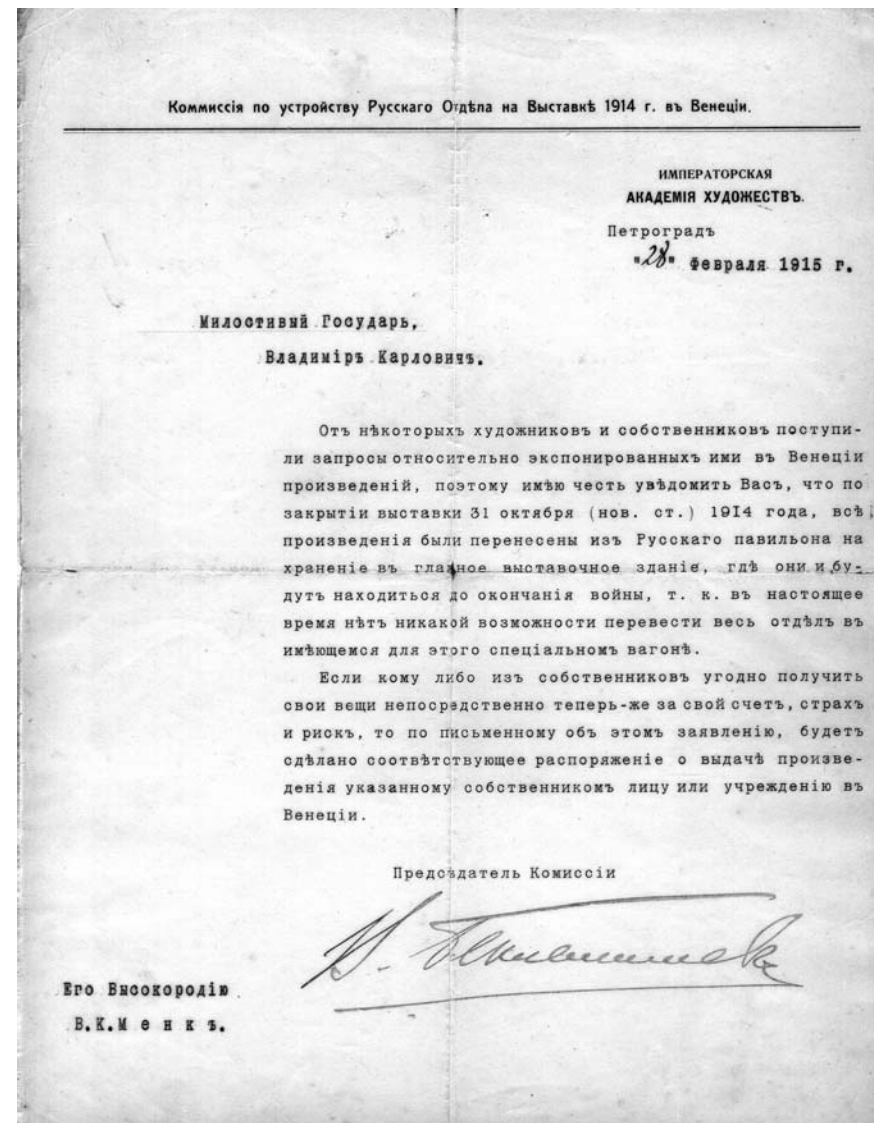 Коммиссія по устройству Русскаго Отдѣла на Выставкѣ 1914 г. въ Венеціи.
ИМПЕРАТОРСКАЯ
АКАДЕМІЯ ХУДОЖЕСТВЪ.
Петроградъ
"28" февраля 1915 г.
Милостивый Государь,
Владиміръ Карловичъ.
Отъ нѣкоторыхъ художниковъ и собственниковъ поступи-
ли запросы относительно экспонированныхъ ими въ Венеціи
произведеній, поэтому имѣю честь увѣдомить Васъ, что по
закрытіи выставки 31 октября (нов. ст.) 19I4 года, всѣ
произведенія были перенесены изъ Русскаго павильона на
храненіе въ главное выставочное зданіе, гдѣ они и бу-
дутъ находиться до окончанія войны, т. к. въ настоящее
время нѣтъ никакой возможности перевести весь отдѣлъ въ
имѣющемся для этого спеціальномъ вагонѣ.
Если кому либо изъ собственниковъ угодно получить
свои вещи непосредственно теперь-же за свой счетъ, страхъ
и рискъ, то по письменному объ этомъ заявленію, будетъ
сдѣлано соотвѣтствующее распоряженіе о выдачѣ произве-
денія указанному собственникомъ лицу или учрежденію въ
Венеціи.
Предсѣдатель Комиссіи
Его Высокородію
В.К.Менкъ.